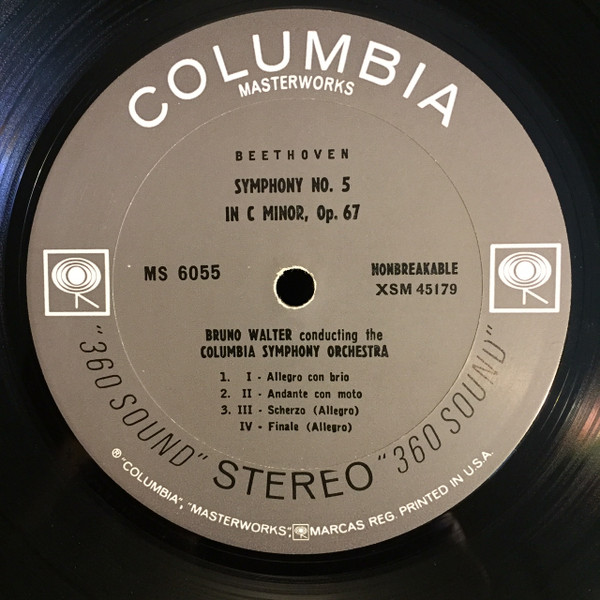 COLUMBIA
MASTERWORKS
BEETHOVEN
SYMPHONY NO. 5
IN C MINOR, Op. 67
MS 6055
NONBREAKABLE
XSM 45179
BRUNO WALTER conducting the
COLUMBIA SYMPHONY ORCHESTRA
1. I - Allegro con brio
2. II - Andante con moto
3. III - Scherzo (Allegro)
IV - Finale (Allegro)
"360 SOUND" STEREO "360 SOUND"
® "COLUMBIA", "MASTERWORKS", MARCAS REG. PRINTED IN U.S.A.